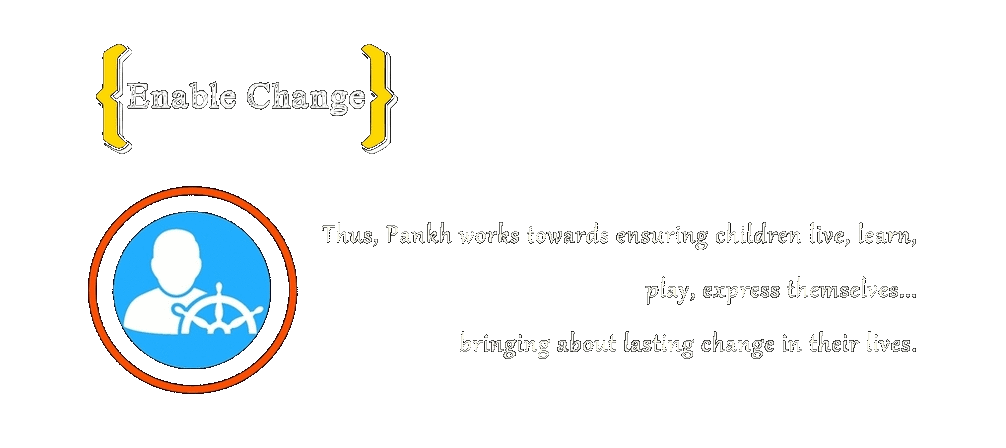 {Enable Change}
Thus, Pankh works towards ensuring children live, learn,
play, express themselves...
bringing about lasting change in their lives.